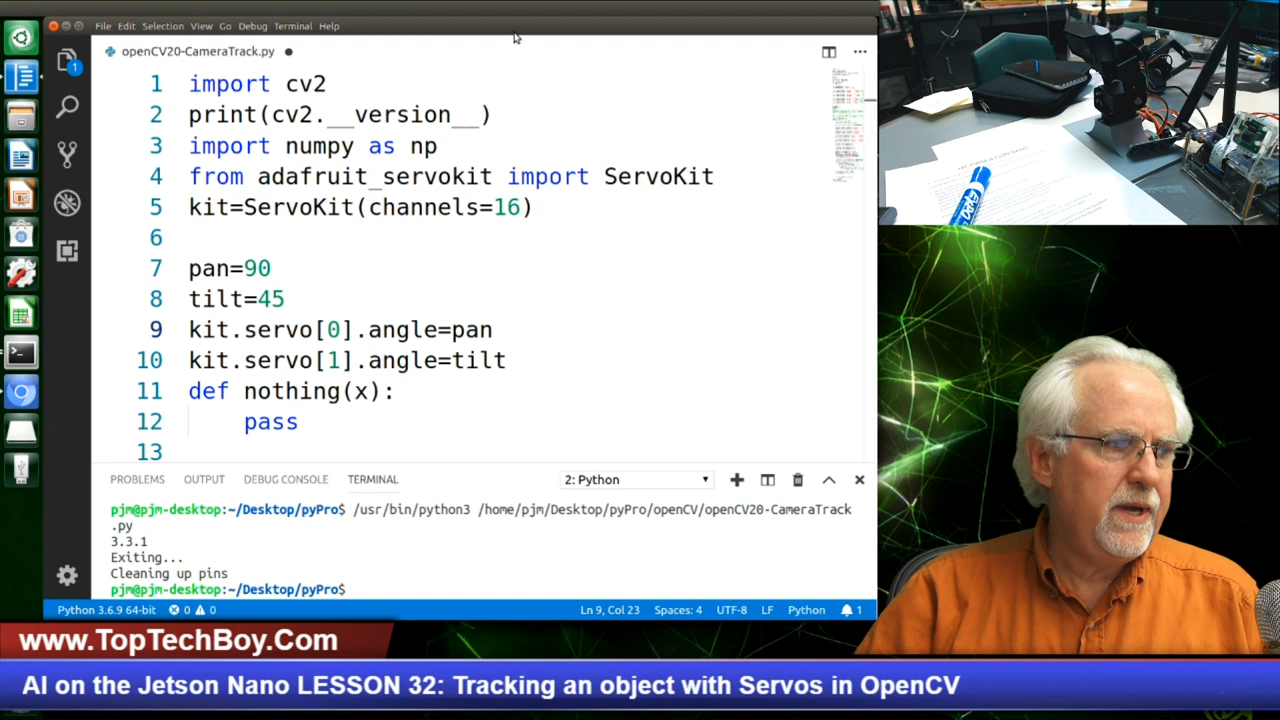 File Edit Selection View Go Debug Terminal Help
openCV20-CameraTrack.py
1 import cv2
2 print(cv2.__version__)
3 import numpy as np
4 from adafruit_servokit import ServoKit
5 kit=ServoKit(channels=16)
6
7 pan=90
8 tilt=45
9 kit.servo[0].angle=pan
10 kit.servo[1].angle=tilt
11 def nothing(x):
12 pass
13
1
PROBLEMS OUTPUT DEBUG CONSOLE TERMINAL 2: Python
pjm@pjm-desktop:~/Desktop/pyPro$ /usr/bin/python3 /home/pjm/Desktop/pyPro/openCV/openCV20-CameraTrack
.py
3.3.1
Exiting...
Cleaning up pins
pjm@pjm-desktop:~/Desktop/pyPro$
Python 3.6.9 64-bit 0 0 Ln 9, Col 23 Spaces: 4 UTF-8 LF Python 1
EXPO
www.TopTechBoy.Com
AI on the Jetson Nano LESSON 32: Tracking an object with Servos in OpenCV